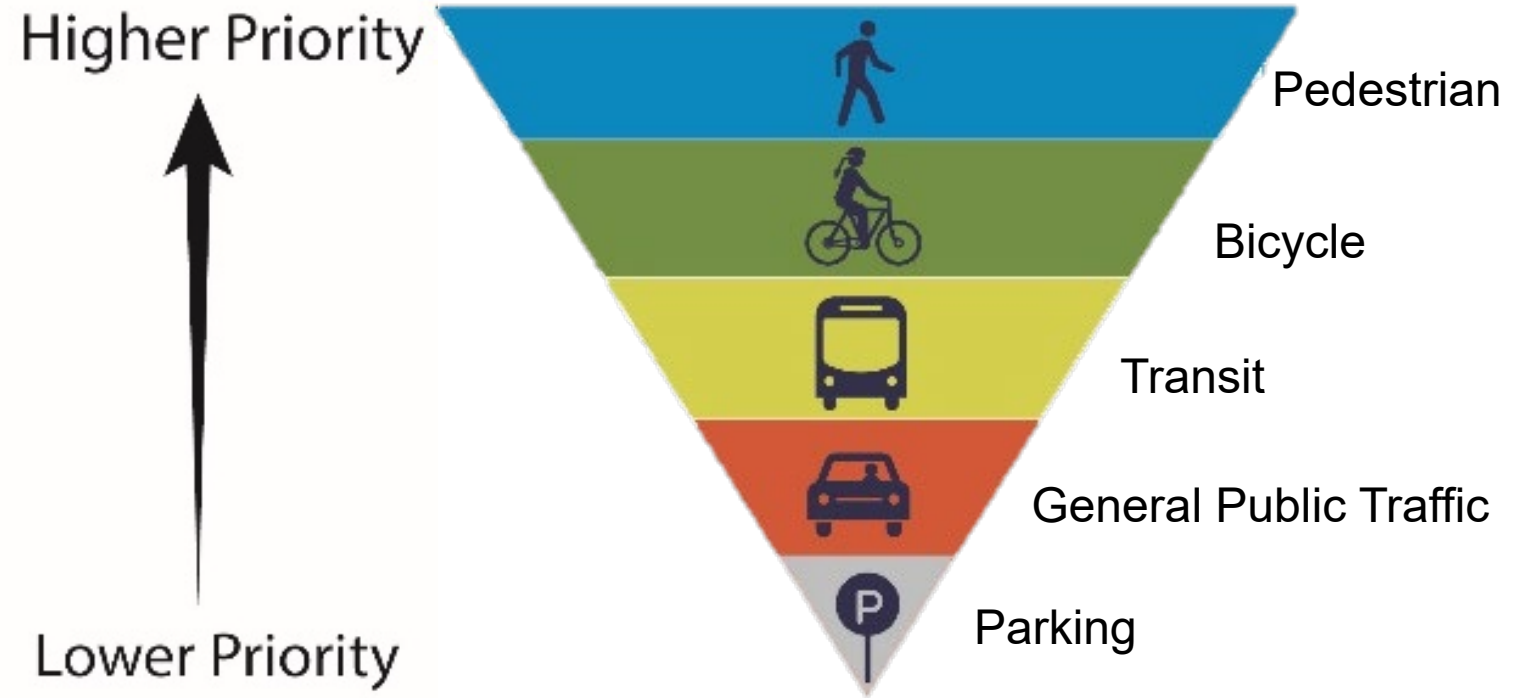 Higher Priority
Pedestrian
Bicycle
Transit
General Public Traffic
P
Parking
Lower Priority